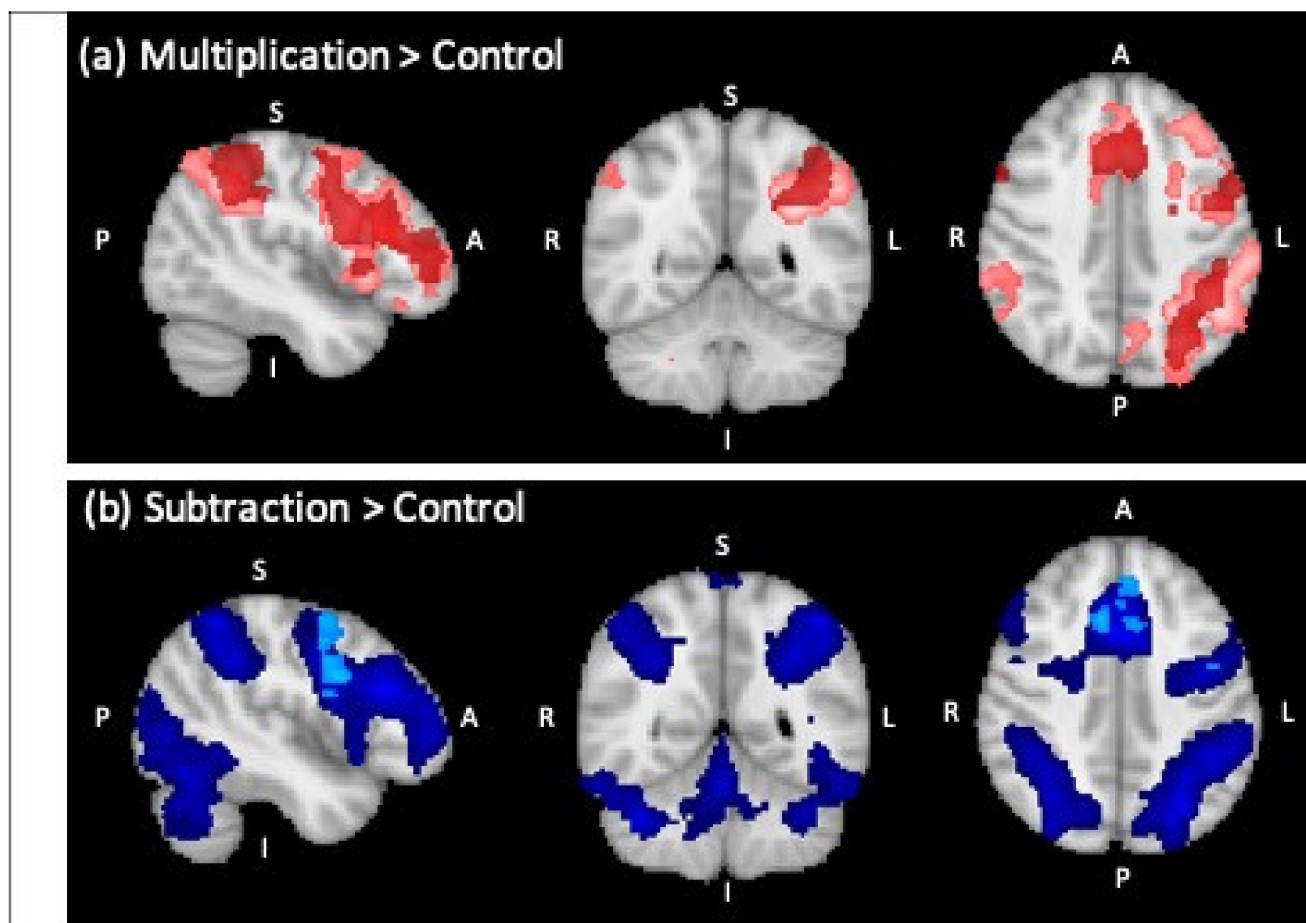 (a) Multiplication > Control
S
S
A
P
A
R
L
R
L
I
I
P
(b) Subtraction > Control
S
S
A
P
A
R
L
R
L
I
I
P